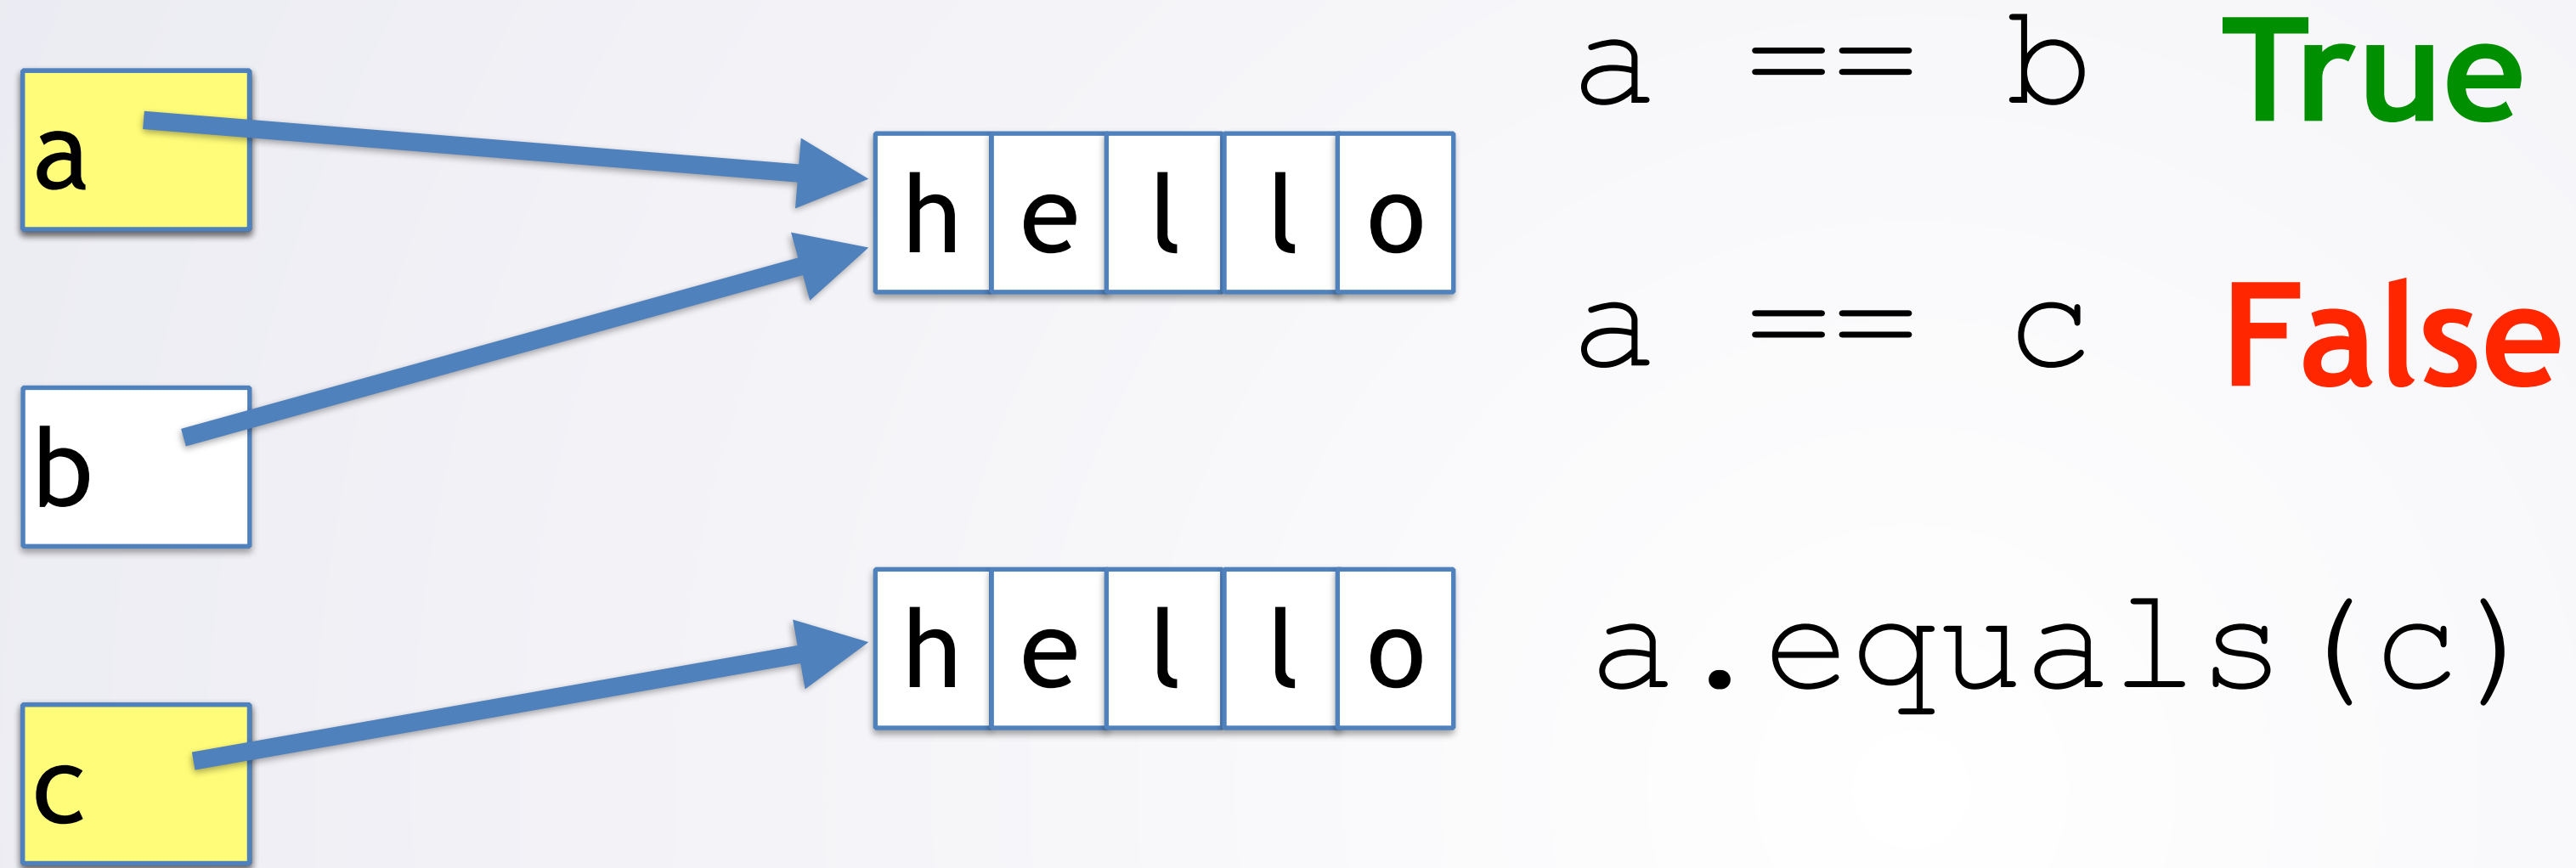 a == b True
a
h e l l o
a == c False
b
h e l l o
a.equals(c)
c